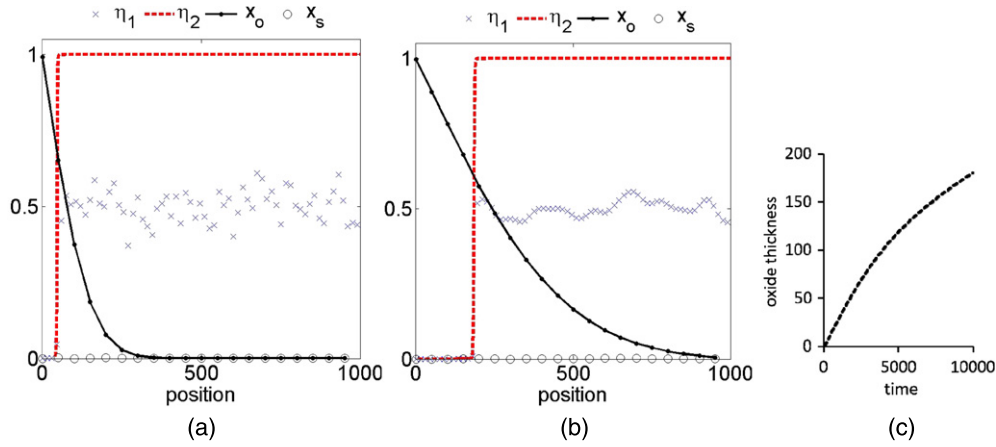 η1 η2 xo xs
1
0.5
0
0 500 1000
position
(a)
η1 η2 xo xs
1
0.5
0
0 500 1000
position
(b)
200
150
100
50
0
oxide thickness
0 5000 10000
time
(c)